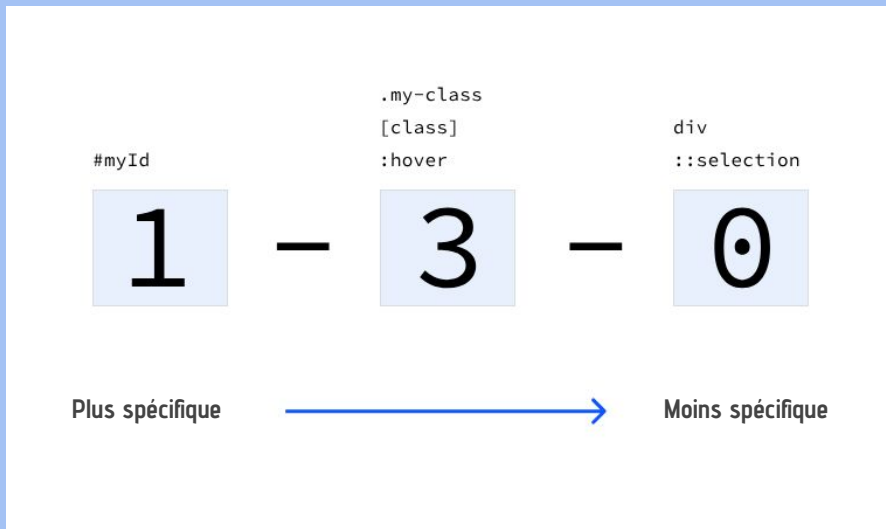 .my-class
[class]
div
#myId
:hover
::selection
1 – 3 – 0
Plus spécifique
Moins spécifique